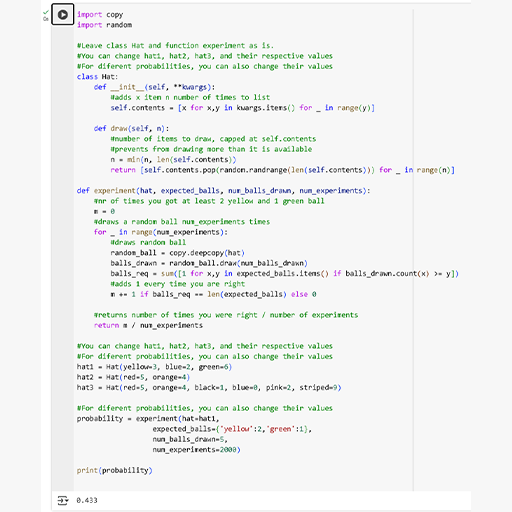 import copy
import random
#Leave class Hat and function experiment as is.
#You can change hat1, hat2, hat3, and their respective values
#For diferent probabilities, you can also change their values
class Hat:
    def __init__(self, **kwargs):
        #adds x item n number of times to list
        self.contents = [x for x,y in kwargs.items() for _ in range(y)]
    def draw(self, n):
        #number of items to draw, capped at self.contents
        #prevents from drawing more than it is available
        n = min(n, len(self.contents))
        return [self.contents.pop(random.randrange(len(self.contents))) for _ in range(n)]
def experiment(hat, expected_balls, num_balls_drawn, num_experiments):
    #nr of times you got at least 2 yellow and 1 green ball
    m = 0
    #draws a random ball num_experiments times
    for _ in range(num_experiments):
        #draws random ball
        random_ball = copy.deepcopy(hat)
        balls_drawn = random_ball.draw(num_balls_drawn)
        balls_req = sum([1 for x,y in expected_balls.items() if balls_drawn.count(x) >= y])
        #adds 1 every time you are right
        m += 1 if balls_req == len(expected_balls) else 0
    #returns number of times you were right / number of experiments
    return m / num_experiments
#You can change hat1, hat2, hat3, and their respective values
#For diferent probabilities, you can also change their values
hat1 = Hat(yellow=3, blue=2, green=6)
hat2 = Hat(red=5, orange=4)
hat3 = Hat(red=5, orange=4, black=1, blue=0, pink=2, striped=9)
#For diferent probabilities, you can also change their values
probability = experiment(hat=hat1,
                  expected_balls={'yellow':2,'green':1},
                  num_balls_drawn=5,
                  num_experiments=2000)
print(probability)
0.433